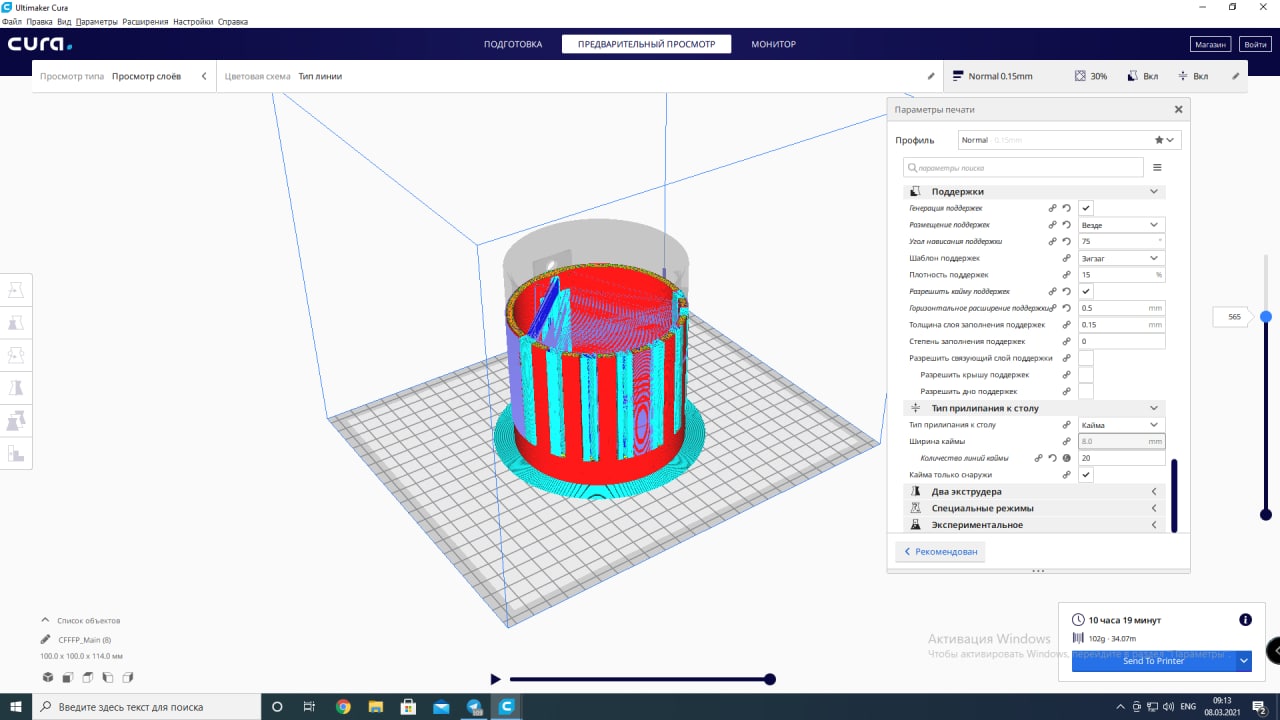 Ultimaker Cura
Файл Правка Вид Параметры Расширения Настройки Справка
cura.
ПОДГОТОВКА ПРЕДВАРИТЕЛЬНЫЙ ПРОСМОТР МОНИТОР
Магазин Войти
Просмотр типа Просмотр слоёв Цветовая схема Тип линии
Normal 0.15mm 30% Вкл Вкл
Параметры печати
Профиль Normal - 0.15mm
параметры поиска
Поддержки
Генерация поддержек
Размещение поддержек Везде
Угол нависания поддержки 75 °
Шаблон поддержек Зигзаг
Плотность поддержек 15 %
Разрешить кайму поддержек
Горизонтальное расширение поддержки 0.5 mm
Толщина слоя заполнения поддержек 0.15 mm
Степень заполнения поддержек 0
Разрешить связующий слой поддержки
Разрешить крышу поддержек
Разрешить дно поддержек
Тип прилипания к столу
Тип прилипания к столу Кайма
Ширина каймы 8.0 mm
Количество линий каймы 20
Кайма только снаружи
Два экструдера
Специальные режимы
Экспериментальное
Рекомендован
565
10 часа 19 минут
102g · 34.07m
Send To Printer
Активация Windows
Чтобы активировать Windows, перейдите в раздел "Параметры".
Список объектов
CFFFP_Main (8)
100.0 x 100.0 x 114.0 мм
Введите здесь текст для поиска
ENG
09:13
08.03.2021
2